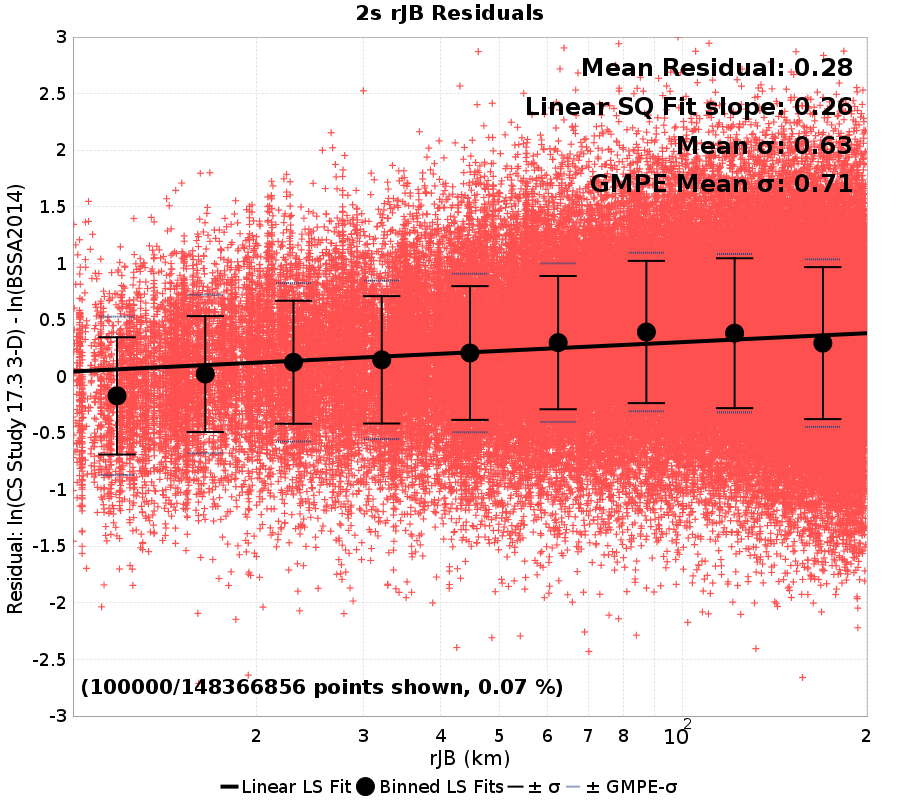 2s rJB Residuals
Mean Residual: 0.28
Linear SQ Fit slope: 0.26
Mean σ: 0.63
GMPE Mean σ: 0.71
3
2.5
2
1.5
1
0.5
0
-0.5
-1
-1.5
-2
-2.5
-3
Residual: ln(CS Study 17.3 3-D) - ln(BSSA2014)
(100000/148366856 points shown, 0.07 %)
2 3 4 5 6 7 8 10² 2
rJB (km)
Linear LS Fit Binned LS Fits ± σ ± GMPE-σ